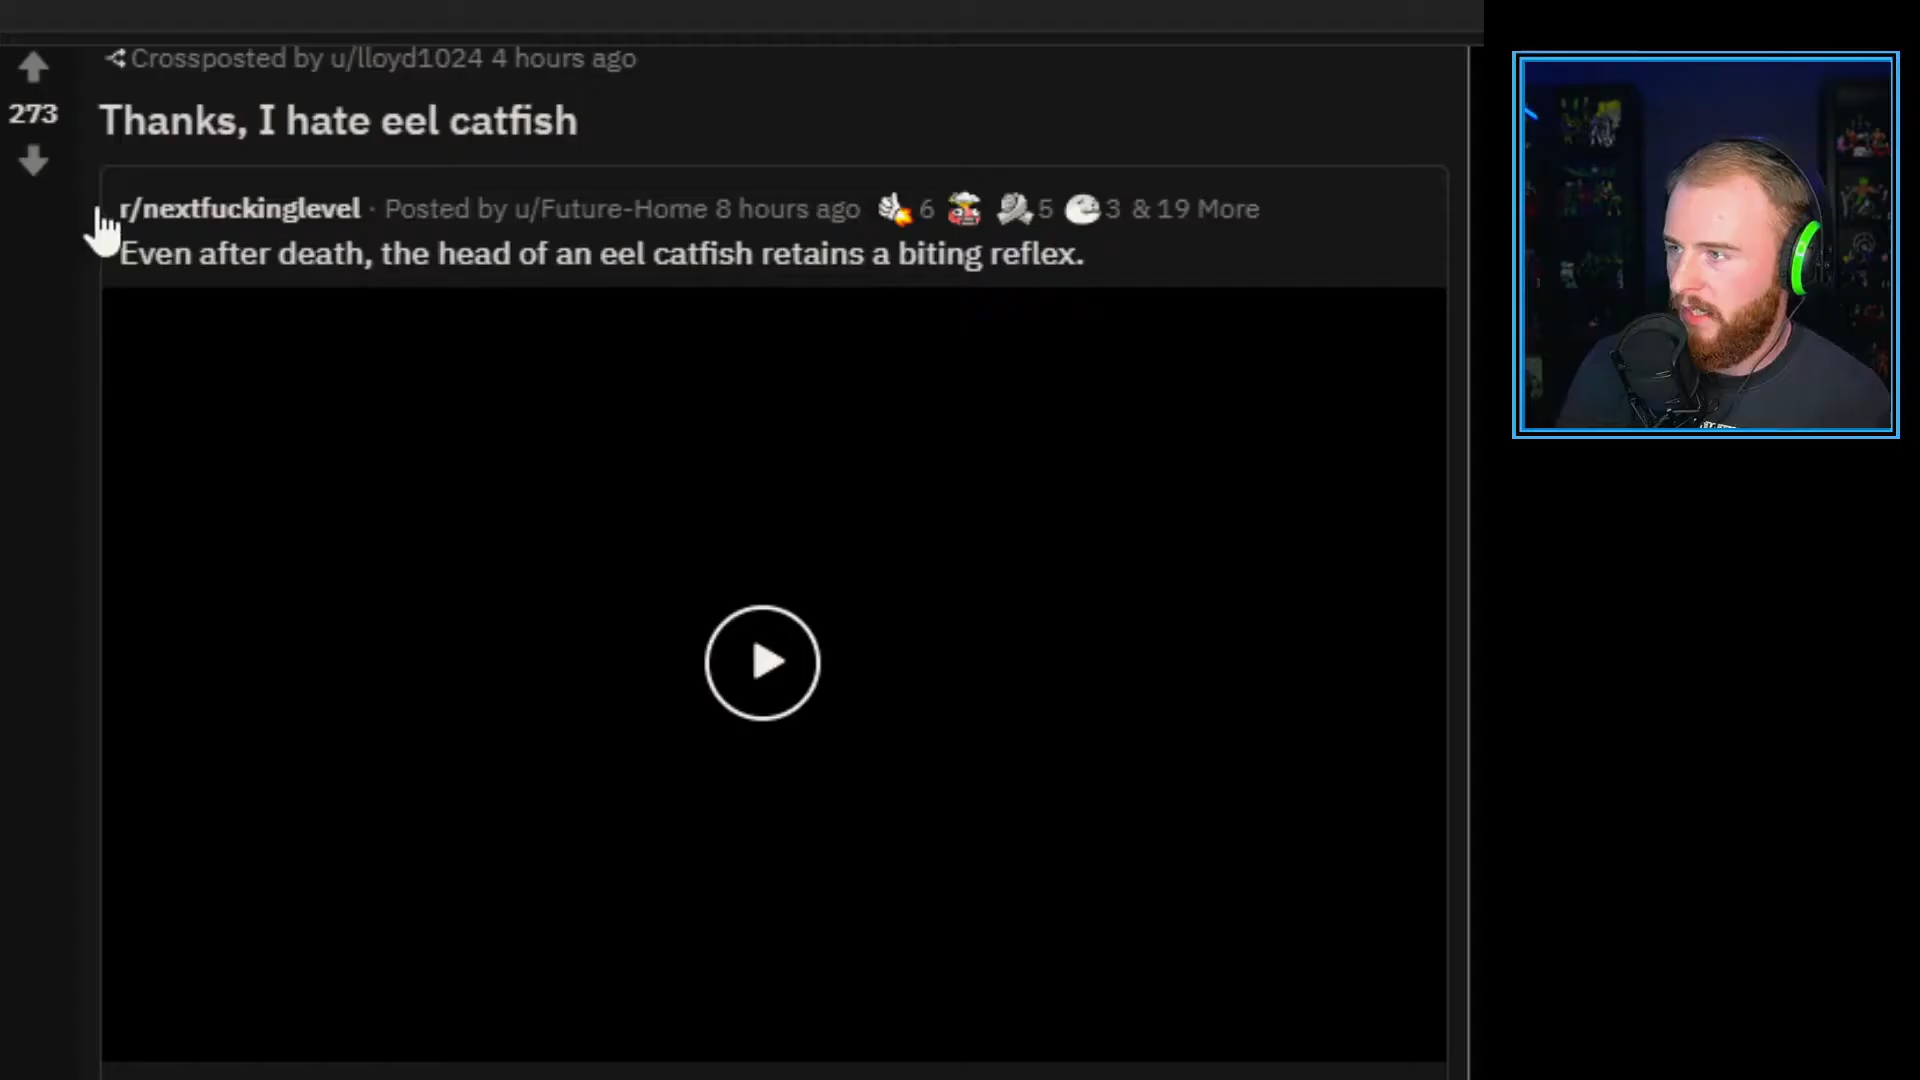 Crossposted by u/lloyd1024 4 hours ago
273
Thanks, I hate eel catfish
r/nextfuckinglevel · Posted by u/Future-Home 8 hours ago 6 5 3 & 19 More
Even after death, the head of an eel catfish retains a biting reflex.